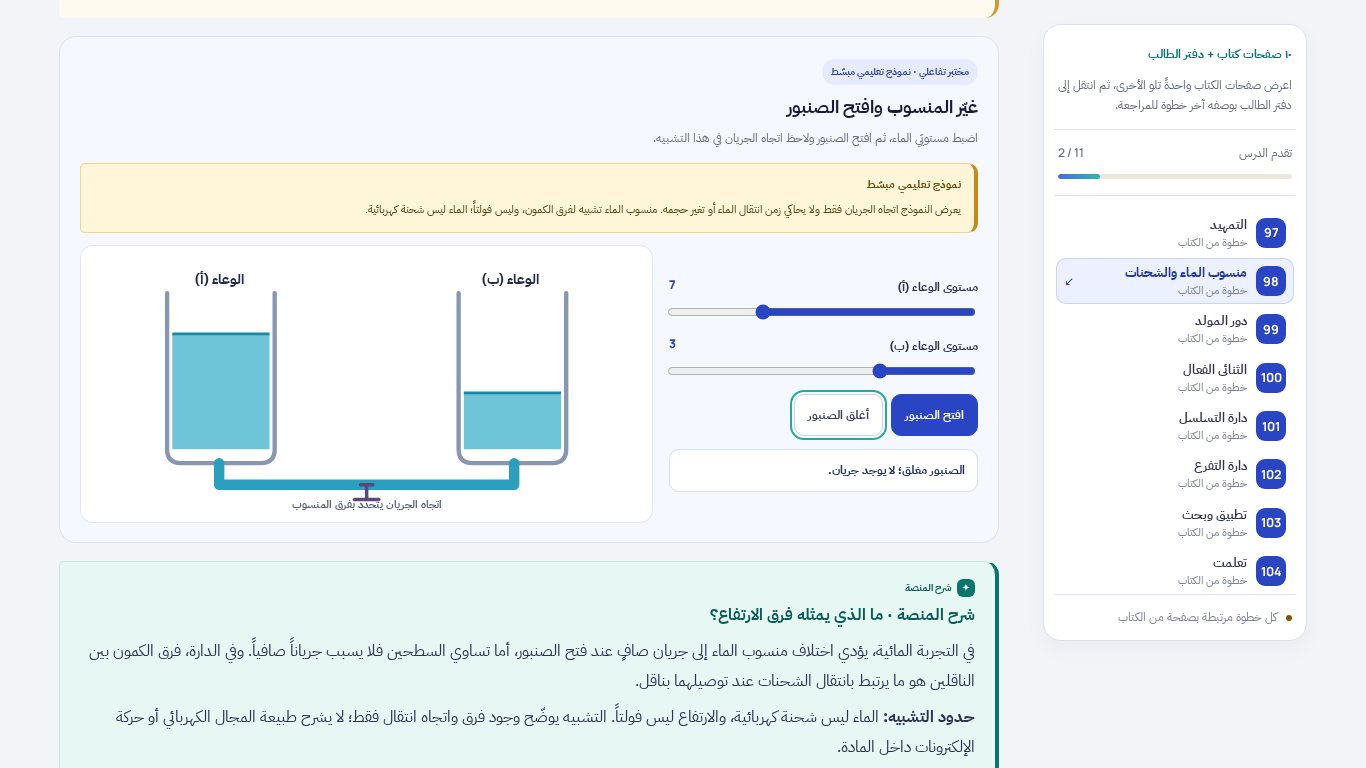 ١٠ صفحات كتاب + دفتر الطالب
اعرض صفحات الكتاب واحدةً تلو الأخرى، ثم انتقل إلى
دفتر الطالب بوصفه آخر خطوة للمراجعة.
تقدم الدرس
2 / 11
97
التمهيد
خطوة من الكتاب
98
منسوب الماء والشحنات
خطوة من الكتاب
↙
99
دور المولد
خطوة من الكتاب
100
الثنائي الفعال
خطوة من الكتاب
101
دارة التسلسل
خطوة من الكتاب
102
دارة التفرع
خطوة من الكتاب
103
تطبيق وبحث
خطوة من الكتاب
104
تعلمت
خطوة من الكتاب
كل خطوة مرتبطة بصفحة من الكتاب
مختبر تفاعلي · نموذج تعليمي مبسّط
غيّر المنسوب وافتح الصنبور
اضبط مستويَي الماء، ثم افتح الصنبور ولاحظ اتجاه الجريان في هذا التشبيه.
نموذج تعليمي مبسّط
يعرض النموذج اتجاه الجريان فقط ولا يحاكي زمن انتقال الماء أو تغير حجمه. منسوب الماء تشبيه لفرق الكمون، وليس فولتاً؛ الماء ليس شحنة كهربائية.
مستوى الوعاء (أ)
7
مستوى الوعاء (ب)
3
افتح الصنبور
أغلق الصنبور
الصنبور مغلق؛ لا يوجد جريان.
الوعاء (ب)
الوعاء (أ)
اتجاه الجريان يتحدد بفرق المنسوب
✦ شرح المنصة
شرح المنصة · ما الذي يمثله فرق الارتفاع؟
في التجربة المائية، يؤدي اختلاف منسوب الماء إلى جريان صافٍ عند فتح الصنبور، أما تساوي السطحين فلا يسبب جرياناً صافياً. وفي الدارة، فرق الكمون بين
الناقلين هو ما يرتبط بانتقال الشحنات عند توصيلهما بناقل.
حدود التشبيه: الماء ليس شحنة كهربائية، والارتفاع ليس فولتاً. التشبيه يوضّح وجود فرق واتجاه انتقال فقط؛ لا يشرح طبيعة المجال الكهربائي أو حركة
الإلكترونات داخل المادة.